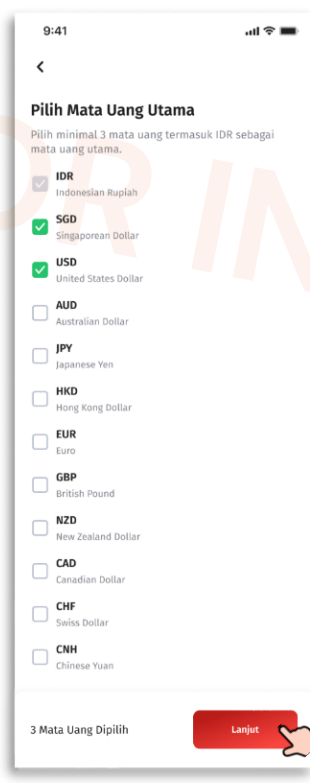 9:41
Pilih Mata Uang Utama
Pilih minimal 3 mata uang termasuk IDR sebagai
mata uang utama.
IDR
Indonesian Rupiah
SGD
Singaporean Dollar
USD
United States Dollar
AUD
Australian Dollar
JPY
Japanese Yen
HKD
Hong Kong Dollar
EUR
Euro
GBP
British Pound
NZD
New Zealand Dollar
CAD
Canadian Dollar
CHF
Swiss Dollar
CNH
Chinese Yuan
3 Mata Uang Dipilih
Lanjut